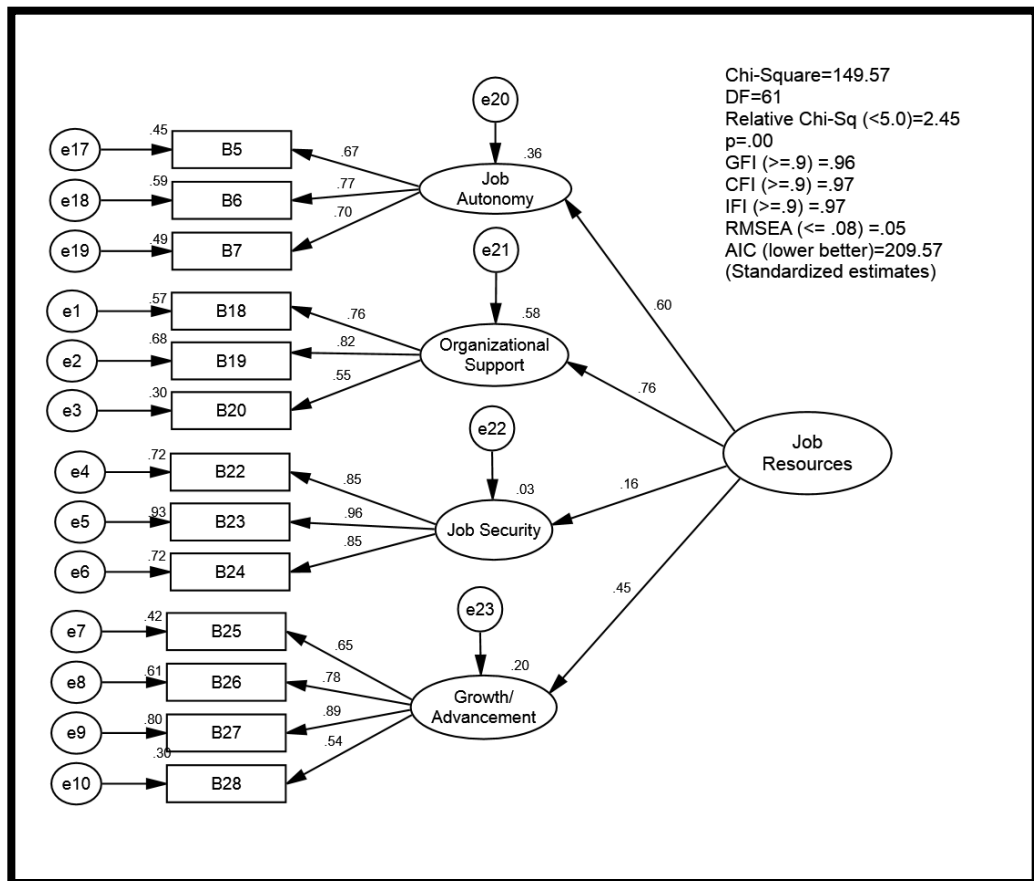 Chi-Square=149.57
DF=61
Relative Chi-Sq (<5.0)=2.45
p=.00
GFI (>=.9) =.96
CFI (>=.9) =.97
IFI (>=.9) =.97
RMSEA (<= .08) =.05
AIC (lower better)=209.57
(Standardized estimates)
e20
.36
Job
Autonomy
e17
.45
B5
.67
e18
.59
B6
.77
e19
.49
B7
.70
e21
.58
Organizational
Support
e1
.57
B18
.76
e2
.68
B19
.82
e3
.30
B20
.55
e22
.03
Job Security
e4
.72
B22
.85
e5
.93
B23
.96
e6
.72
B24
.85
e23
.20
Growth/
Advancement
e7
.42
B25
.65
e8
.61
B26
.78
e9
.80
B27
.89
e10
.30
B28
.54
.60
.76
.16
.45
Job
Resources